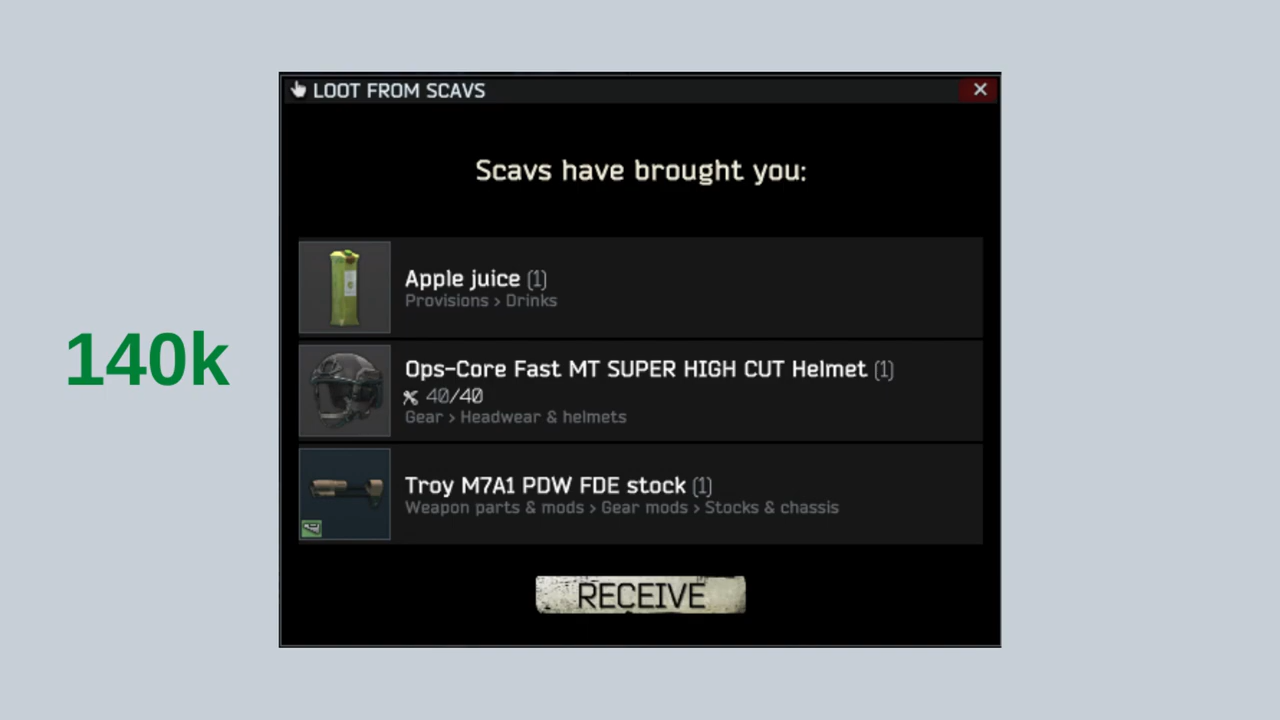 LOOT FROM SCAVS
Scavs have brought you:
Apple juice (1)
Provisions > Drinks
140k
Ops-Core Fast MT SUPER HIGH CUT Helmet (1)
40/40
Gear > Headwear & helmets
Troy M7A1 PDW FDE stock (1)
Weapon parts & mods > Gear mods > Stocks & chassis
RECEIVE